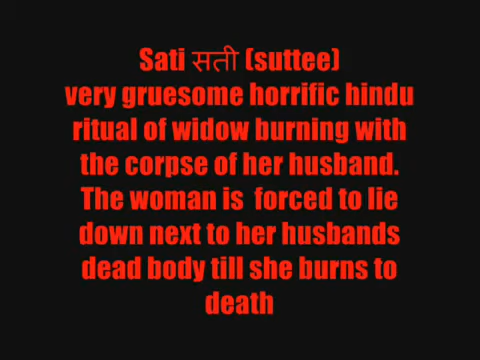 Sati सती (suttee)
very gruesome horrific hindu
ritual of widow burning with
the corpse of her husband.
The woman is  forced to lie
down next to her husbands
dead body till she burns to
death